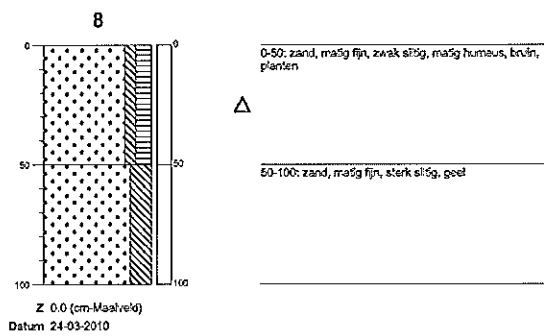 8
0
0
0-50: zand, matig fijn, zwak siltig, matig humeus, bruin,
planten
50
50
50-100: zand, matig fijn, sterk siltig, geel
100
100
Z 0.0 (cm-Maaiveld)
Datum 24-03-2010